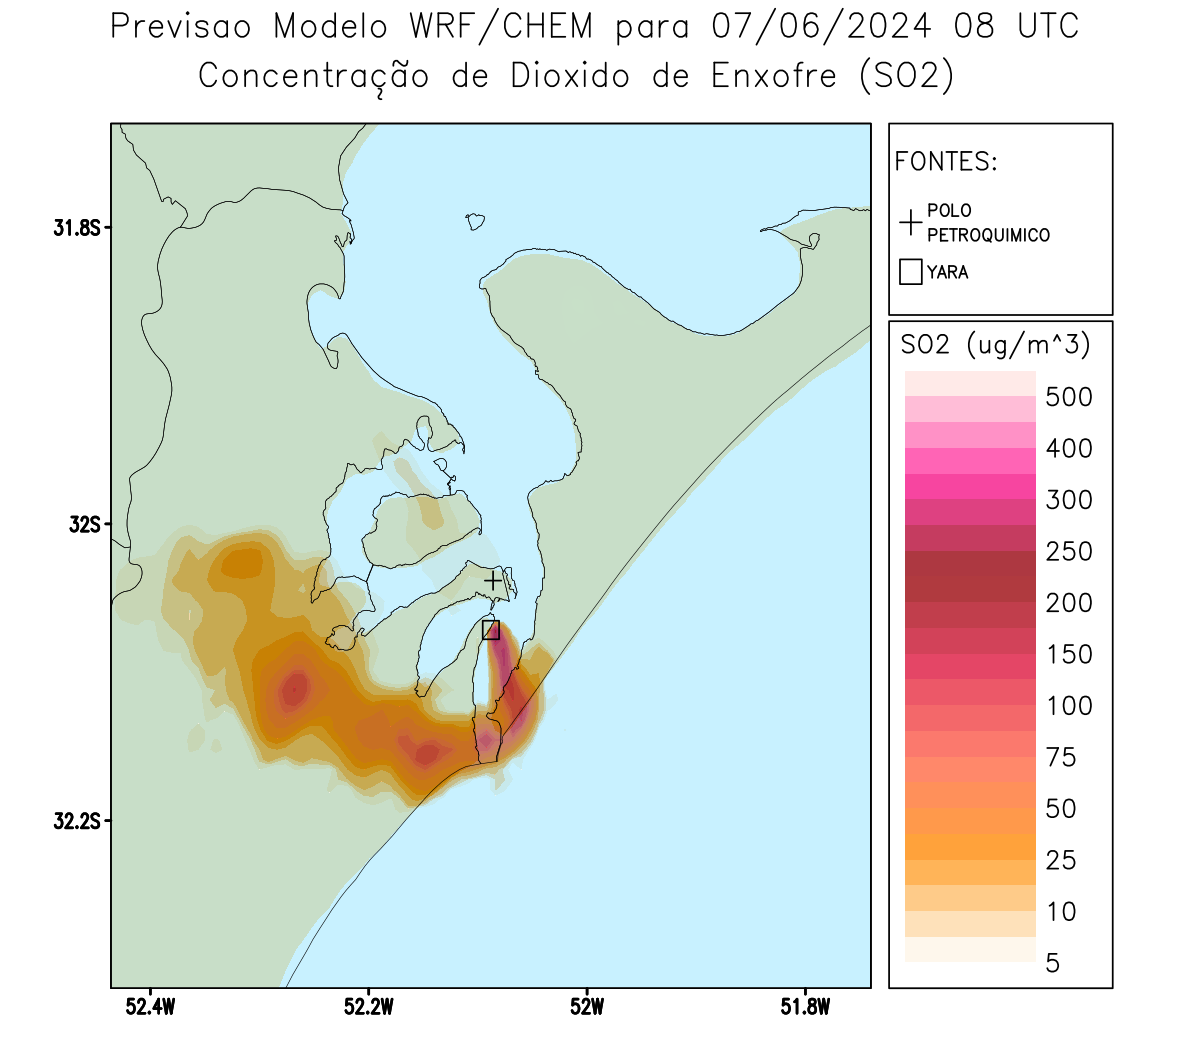 Previsao Modelo WRF/CHEM para 07/06/2024 08 UTC
Concentração de Dioxido de Enxofre (SO2)
FONTES:
POLO
PETROQUIMICO
YARA
31.8S
32S
32.2S
52.4W
52.2W
52W
51.8W
SO2 (ug/m^3)
500
400
300
250
200
150
100
75
50
25
10
5